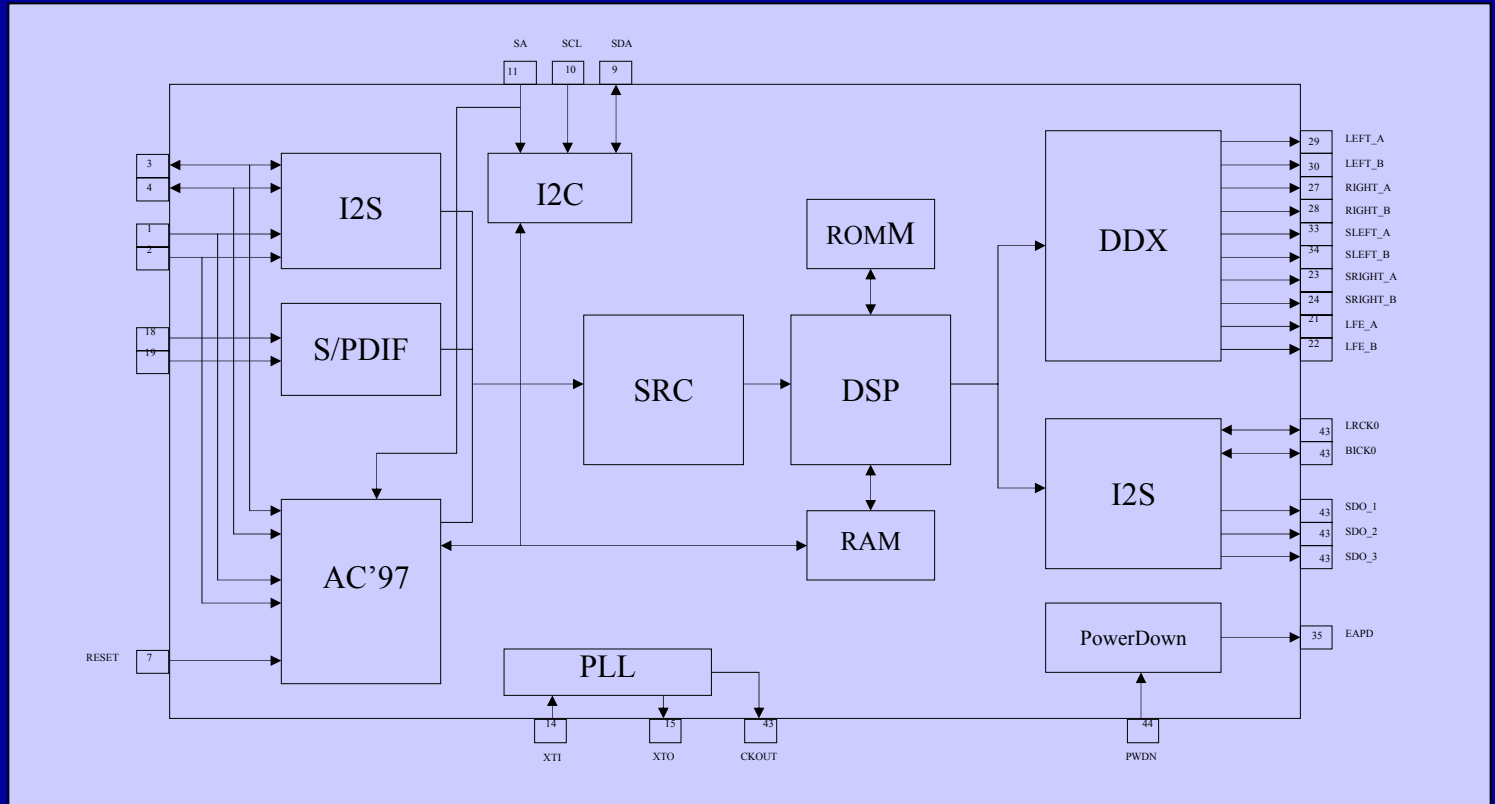 SA SCL SDA
11 10 9
29 LEFT_A
30 LEFT_B
27 RIGHT_A
28 RIGHT_B
33 SLEFT_A
34 SLEFT_B
23 SRIGHT_A
24 SRIGHT_B
21 LFE_A
22 LFE_B
3
4
1
2
I2S
I2C
ROMM
DDX
18
19
S/PDIF
SRC
DSP
43 LRCK0
43 BICK0
I2S
43 SDO_1
43 SDO_2
43 SDO_3
RAM
AC’97
RESET 7
PLL
PowerDown
35 EAPD
14 15 43 44
XTI XTO CKOUT PWDN